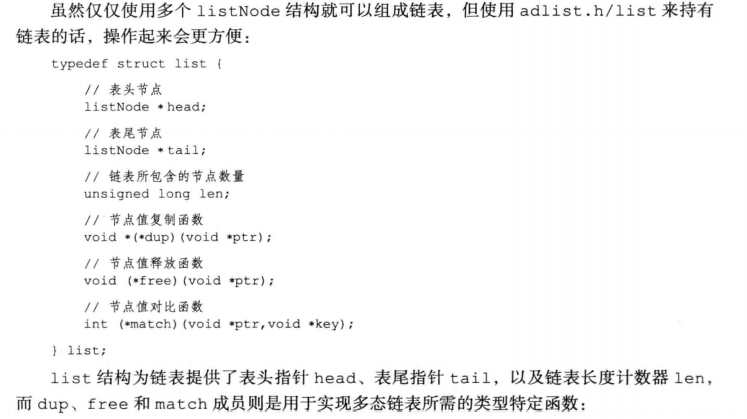 虽然仅仅使用多个 listNode 结构就可以组成链表，但使用 adlist.h/list 来持有
链表的话，操作起来会更方便：
typedef struct list {
// 表头节点
listNode *head;
// 表尾节点
listNode *tail;
// 链表所包含的节点数量
unsigned long len;
// 节点值复制函数
void *(*dup)(void *ptr);
// 节点值释放函数
void (*free)(void *ptr);
// 节点值对比函数
int (*match)(void *ptr,void *key);
} list;
list 结构为链表提供了表头指针 head、表尾指针 tail，以及链表长度计数器 len，
而 dup、free 和 match 成员则是用于实现多态链表所需的类型特定函数：